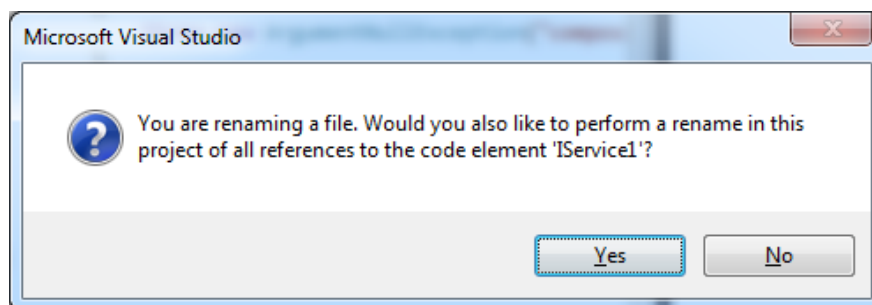 Microsoft Visual Studio
You are renaming a file. Would you also like to perform a rename in this
project of all references to the code element 'IService1'?
Yes
No